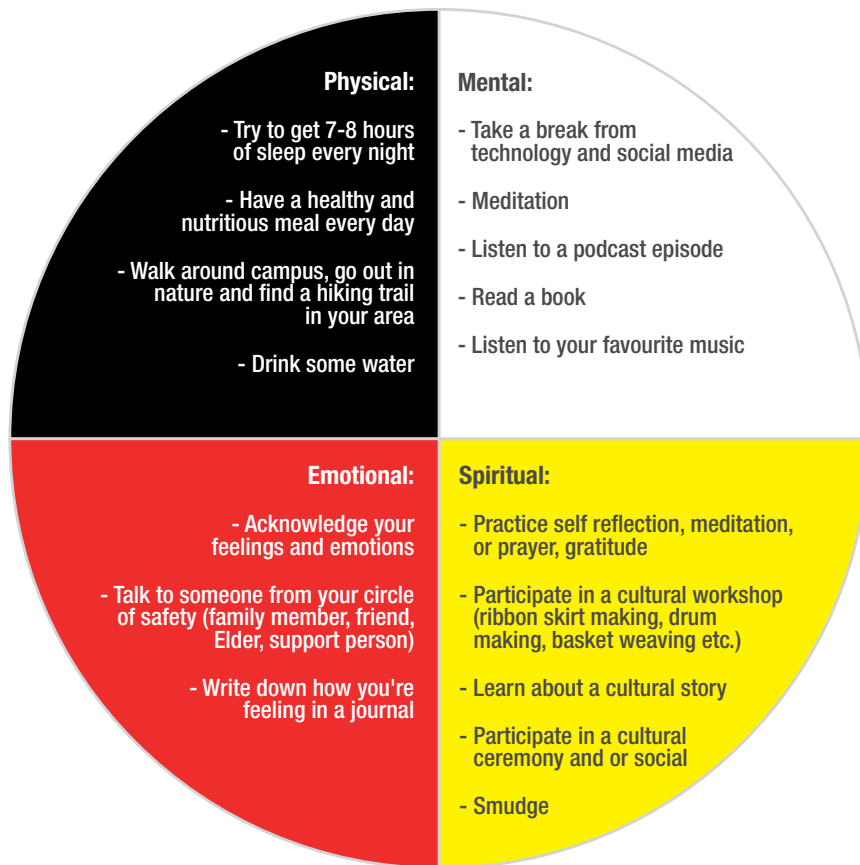 Physical:
- Try to get 7-8 hours
of sleep every night
- Have a healthy and
nutritious meal every day
- Walk around campus, go out in
nature and find a hiking trail
in your area
- Drink some water
Mental:
- Take a break from
technology and social media
- Meditation
- Listen to a podcast episode
- Read a book
- Listen to your favourite music
Emotional:
- Acknowledge your
feelings and emotions
- Talk to someone from your circle
of safety (family member, friend,
Elder, support person)
- Write down how you're
feeling in a journal
Spiritual:
- Practice self reflection, meditation,
or prayer, gratitude
- Participate in a cultural workshop
(ribbon skirt making, drum
making, basket weaving etc.)
- Learn about a cultural story
- Participate in a cultural
ceremony and or social
- Smudge